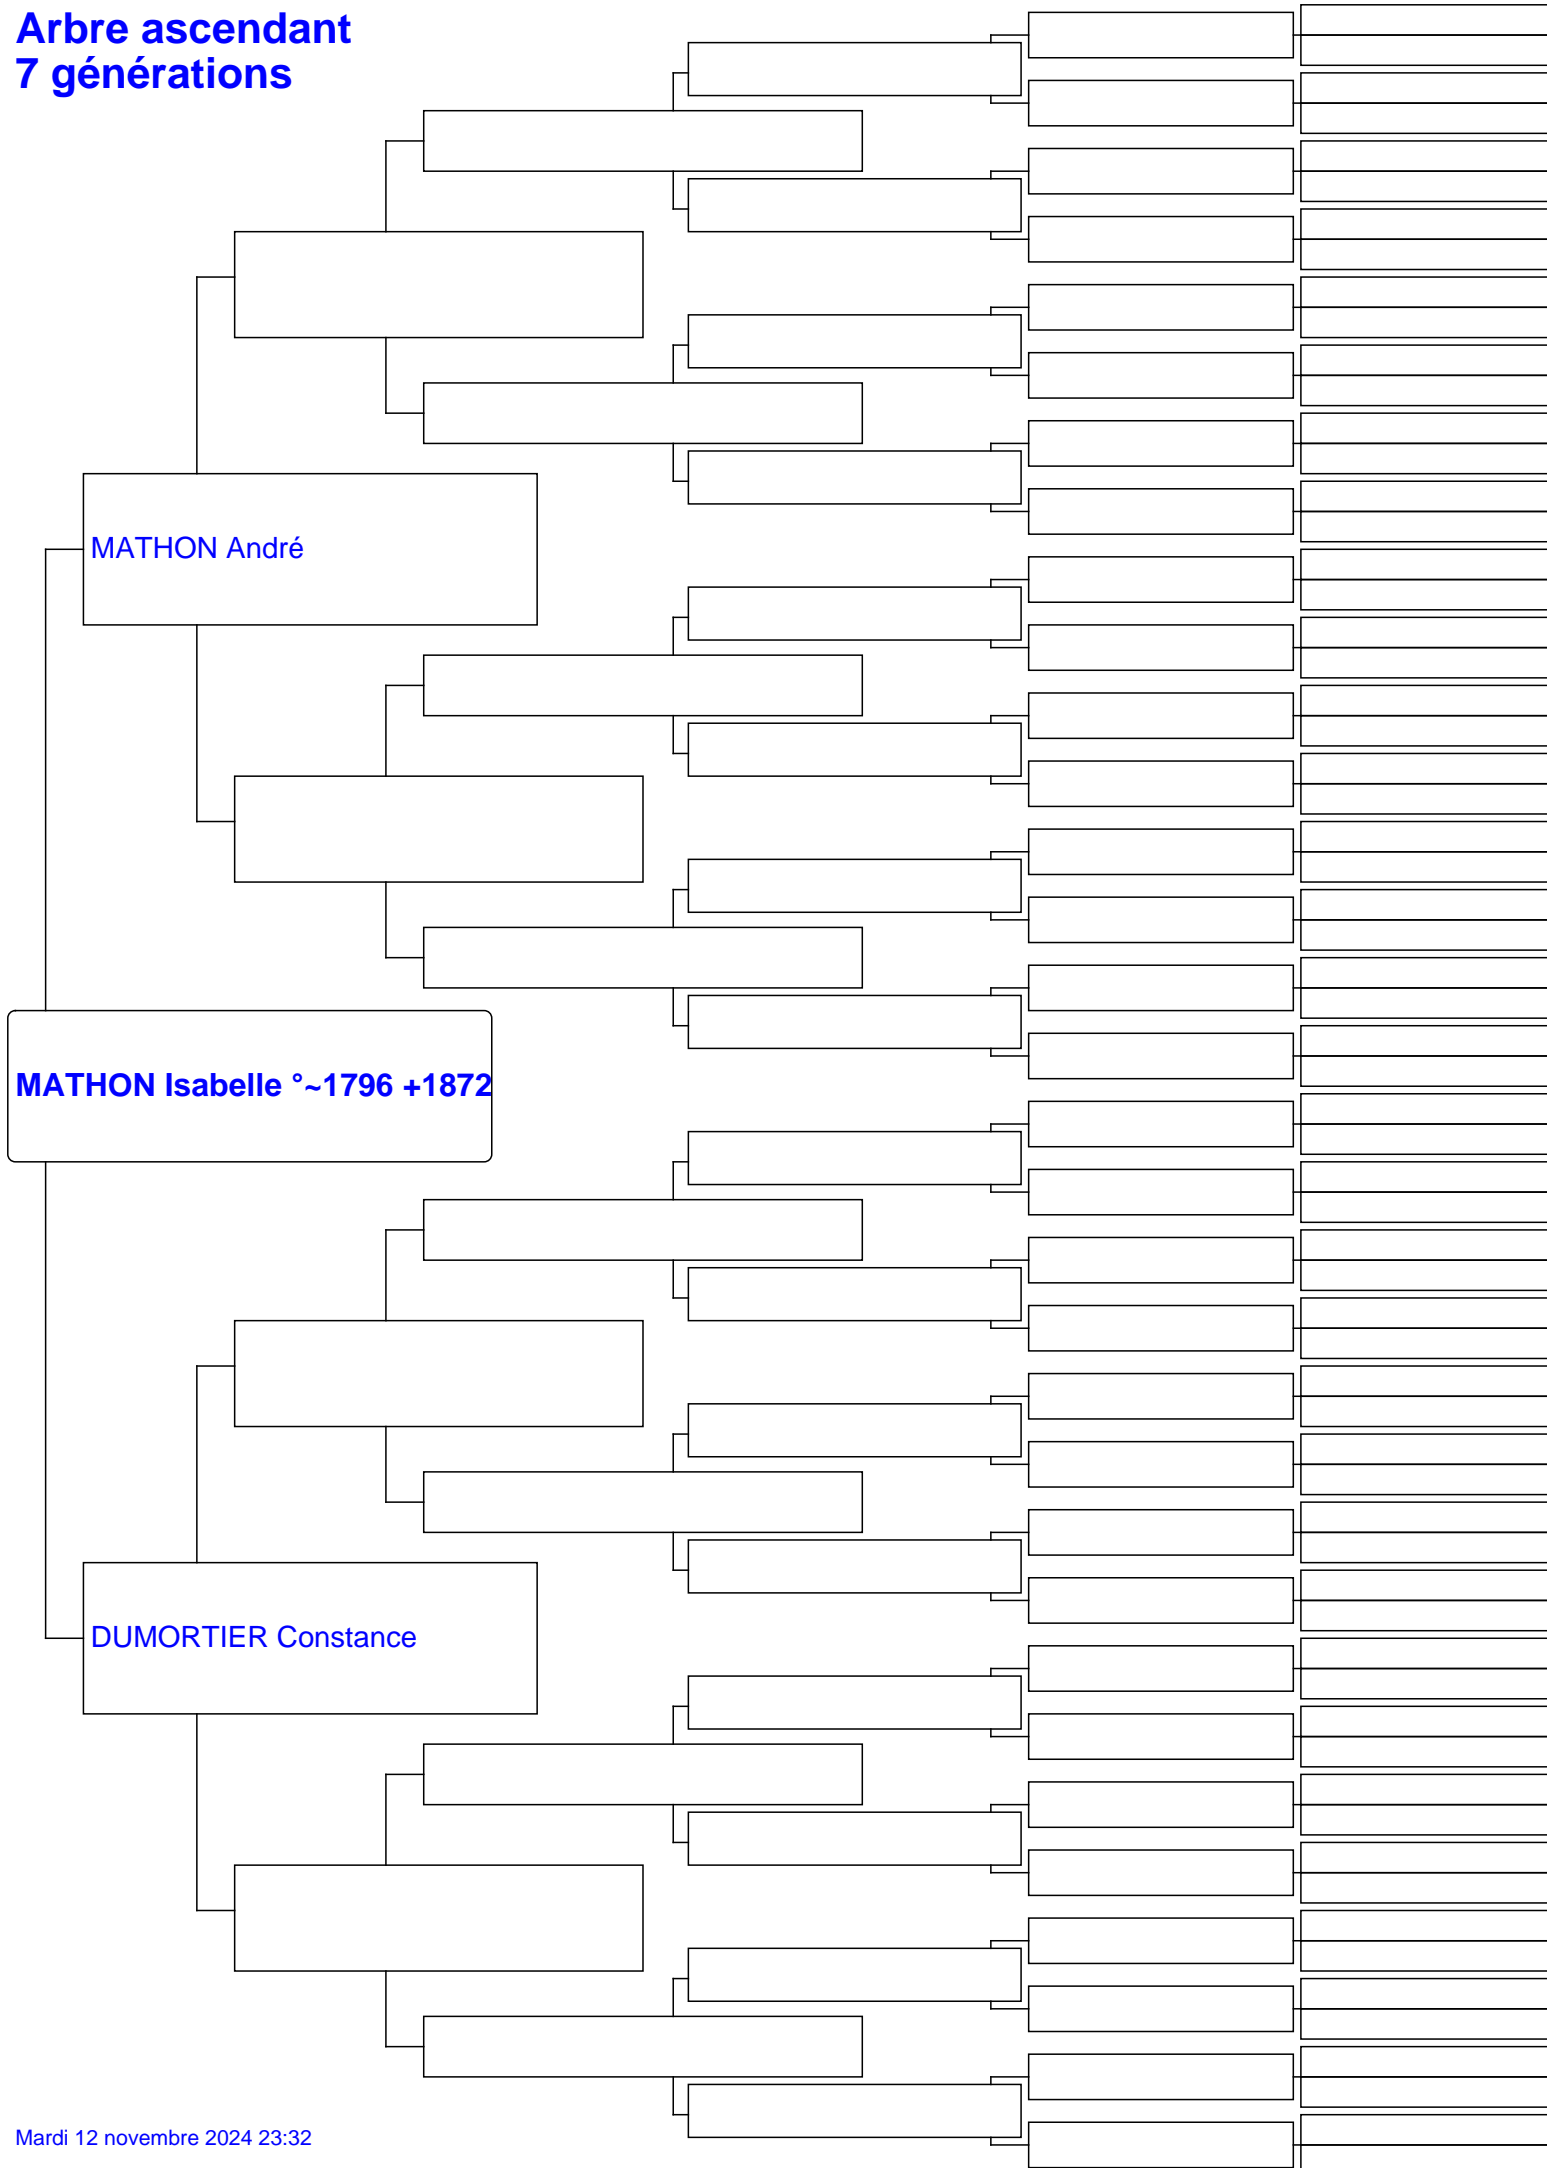 Arbre ascendant
7 générations
MATHON André
MATHON Isabelle °~1796 +1872
DUMORTIER Constance
Mardi 12 novembre 2024 23:32